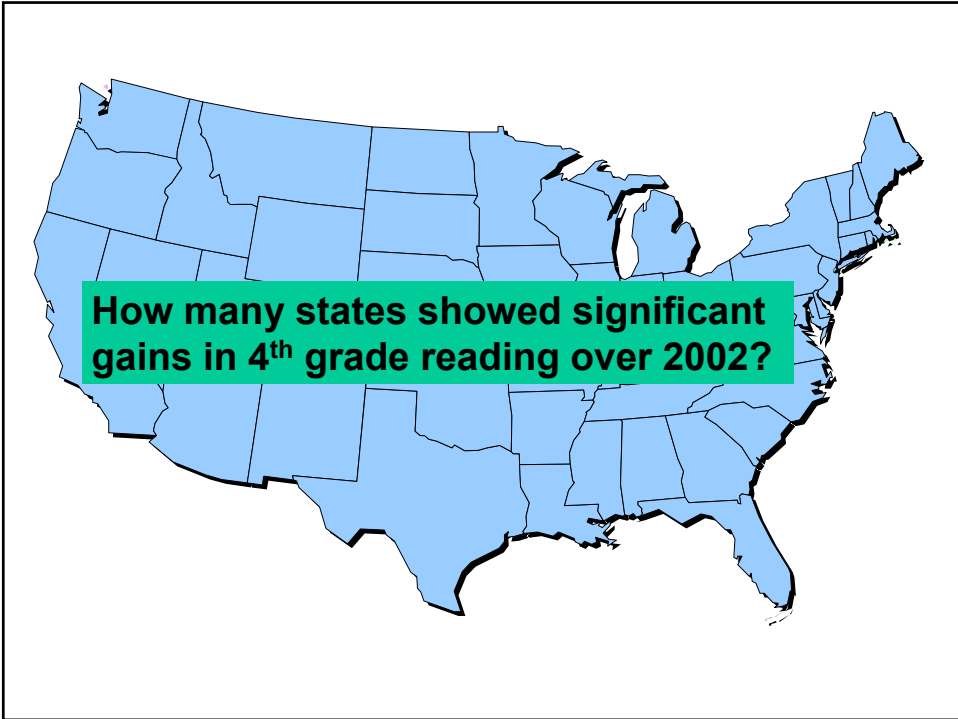 How many states showed significant
gains in 4th grade reading over 2002?